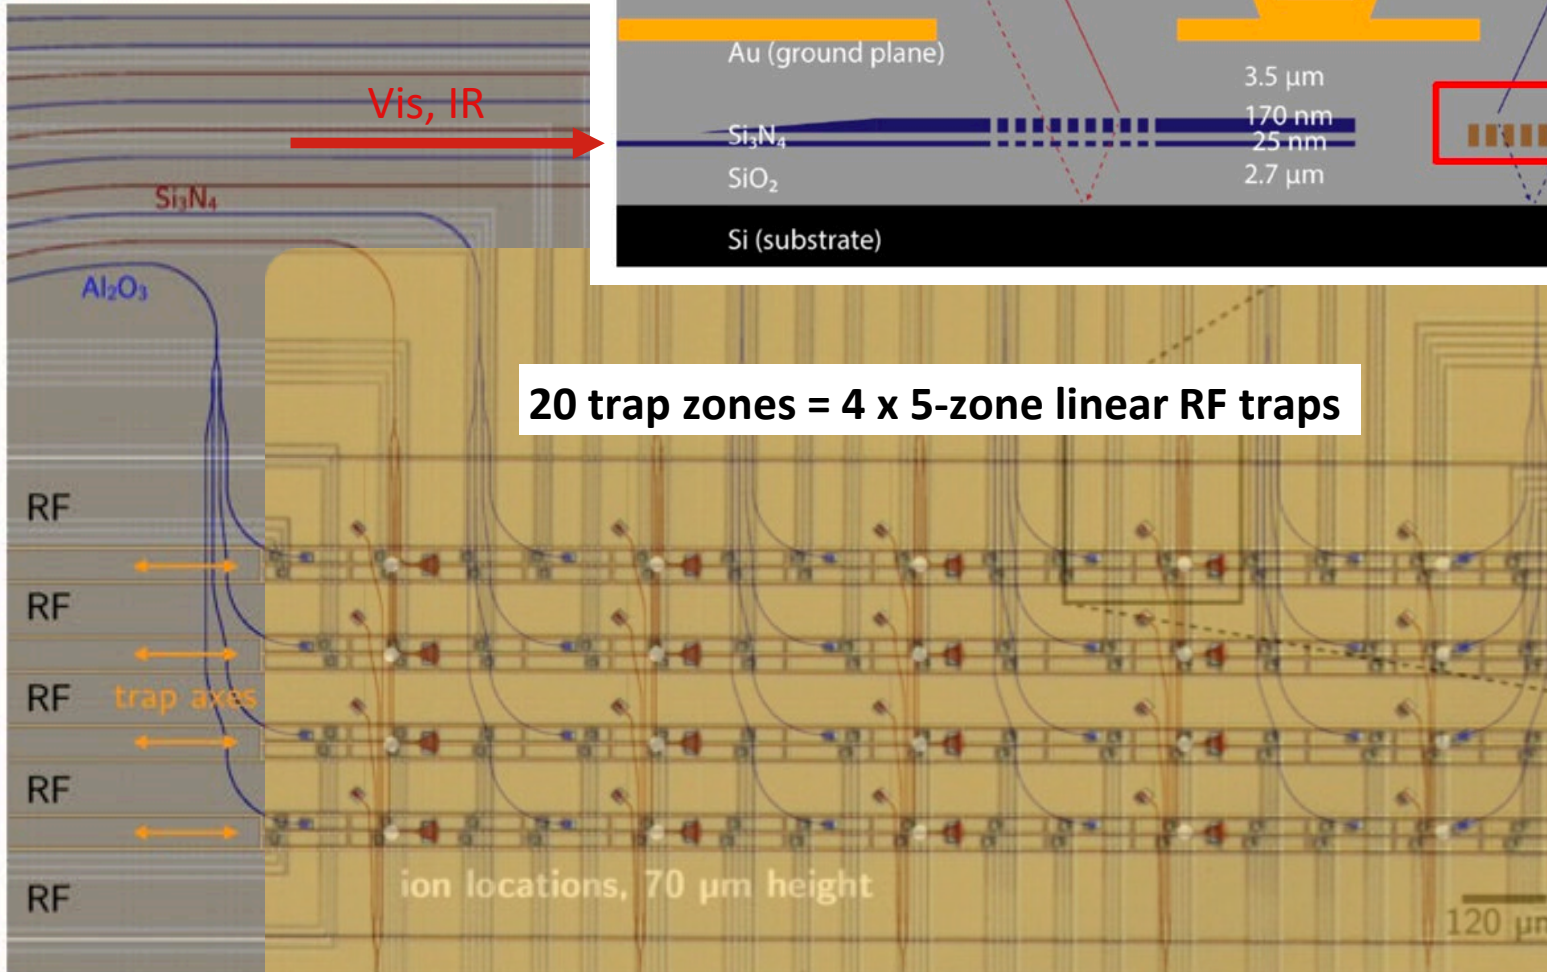 Vis, IR
Au (ground plane)
3.5 µm
170 nm
Si₃N₄
25 nm
SiO₂
2.7 µm
Si (substrate)
Si₃N₄
Al₂O₃
20 trap zones = 4 x 5-zone linear RF traps
RF
RF
RF
trap axes
RF
RF
ion locations, 70 µm height
120